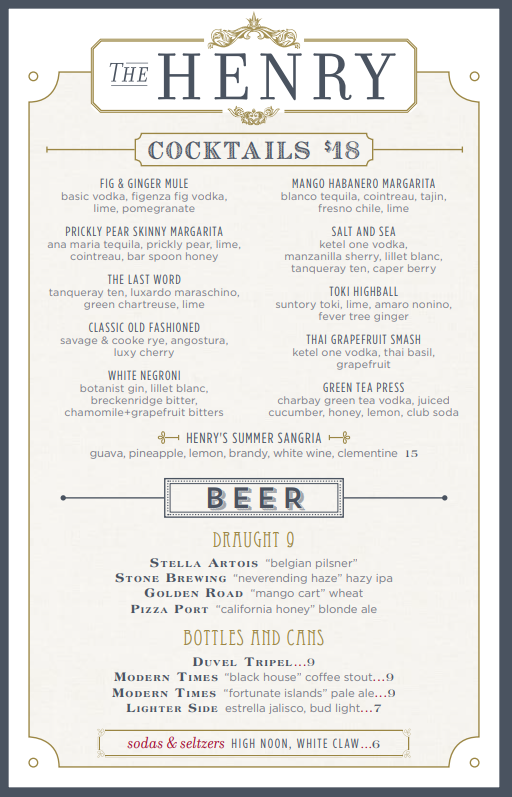 THE HENRY
COCKTAILS $18
FIG & GINGER MULE
basic vodka, figenza fig vodka,
lime, pomegranate
PRICKLY PEAR SKINNY MARGARITA
ana maria tequila, prickly pear, lime,
cointreau, bar spoon honey
THE LAST WORD
tanqueray ten, luxardo maraschino,
green chartreuse, lime
CLASSIC OLD FASHIONED
savage & cooke rye, angostura,
luxy cherry
WHITE NEGRONI
botanist gin, lillet blanc,
breckenridge bitter,
chamomile+grapefruit bitters
MANGO HABANERO MARGARITA
blanco tequila, cointreau, tajin,
fresno chile, lime
SALT AND SEA
ketel one vodka,
manzanilla sherry, lillet blanc,
tanqueray ten, caper berry
TOKI HIGHBALL
suntory toki, lime, amaro nonino,
fever tree ginger
THAI GRAPEFRUIT SMASH
ketel one vodka, thai basil,
grapefruit
GREEN TEA PRESS
charbay green tea vodka, juiced
cucumber, honey, lemon, club soda
HENRY'S SUMMER SANGRIA
guava, pineapple, lemon, brandy, white wine, clementine 15
BEER
DRAUGHT 9
STELLA ARTOIS "belgian pilsner"
STONE BREWING "neverending haze" hazy ipa
GOLDEN ROAD "mango cart" wheat
PIZZA PORT "california honey" blonde ale
BOTTLES AND CANS
DUVEL TRIPEL...9
MODERN TIMES "black house" coffee stout...9
MODERN TIMES "fortunate islands" pale ale...9
LIGHTER SIDE estrella jalisco, bud light...7
sodas & seltzers HIGH NOON, WHITE CLAW...6